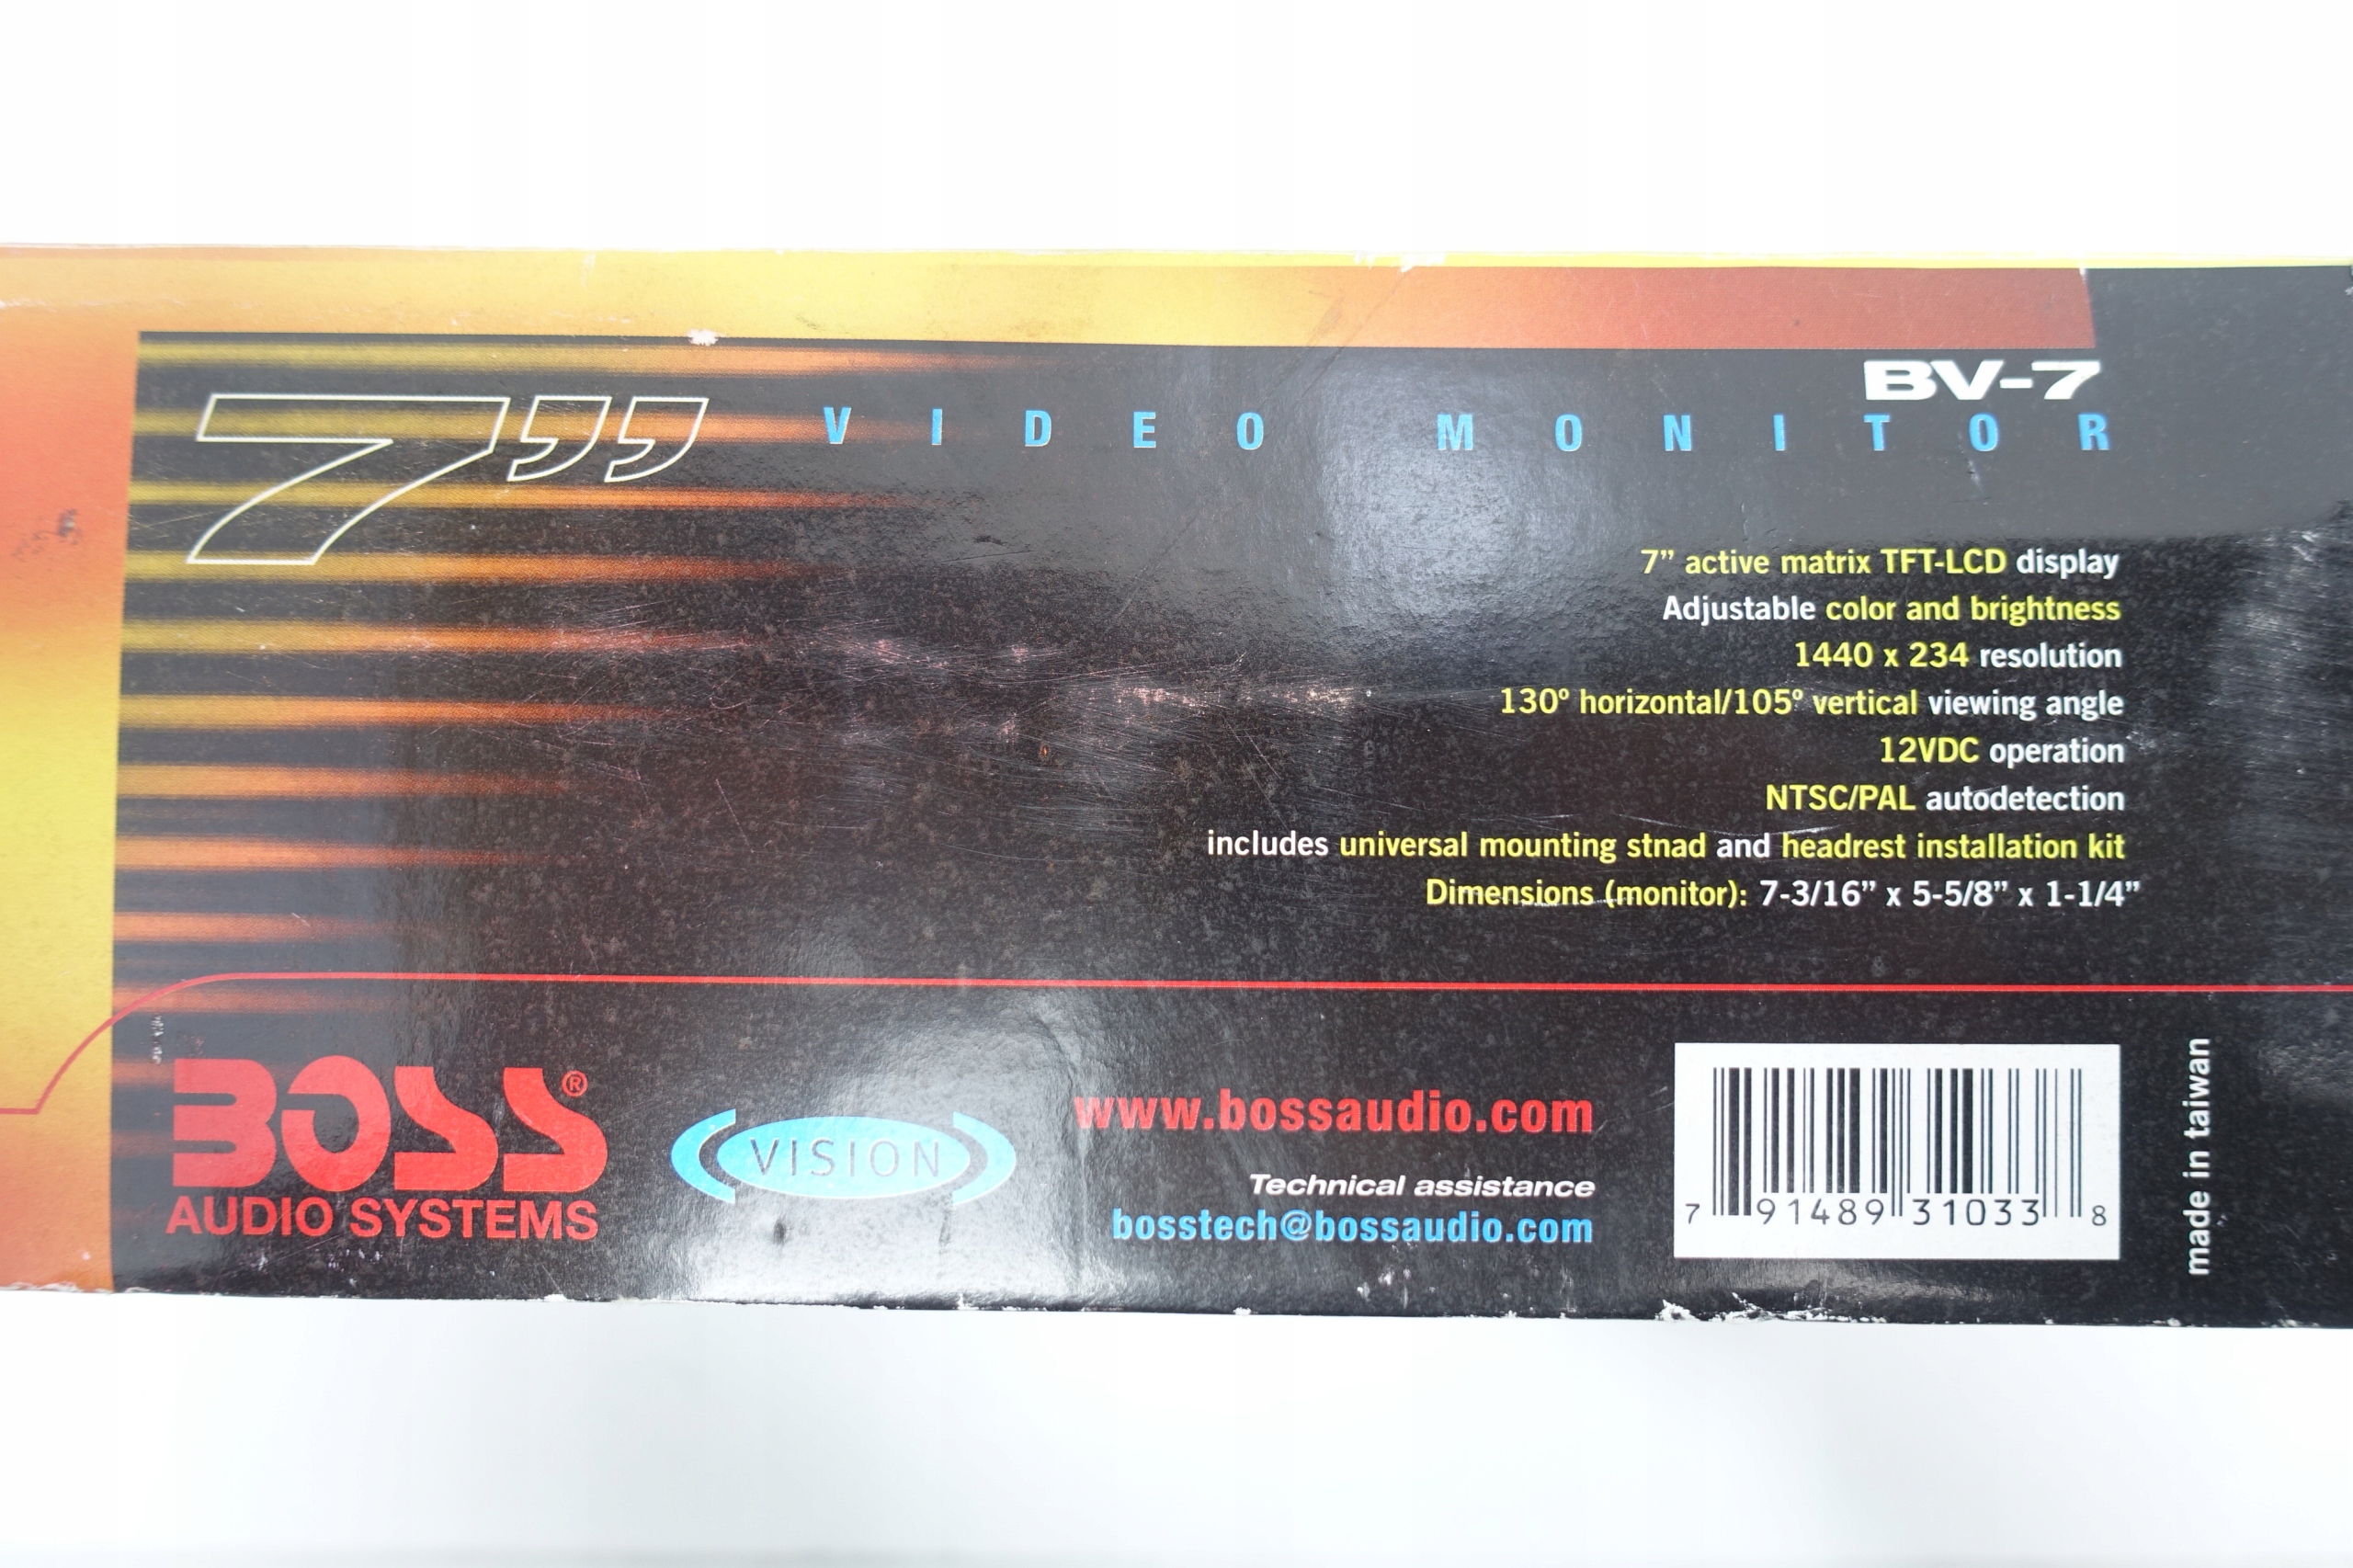 BV-7
7” VIDEO MONITOR
7” active matrix TFT-LCD display
Adjustable color and brightness
1440 x 234 resolution
130º horizontal/105º vertical viewing angle
12VDC operation
NTSC/PAL autodetection
includes universal mounting stnad and headrest installation kit
Dimensions (monitor): 7-3/16” x 5-5/8” x 1-1/4”
BOSS®
AUDIO SYSTEMS
VISION
www.bossaudio.com
Technical assistance
bosstech@bossaudio.com
7 91489 31033 8
made in taiwan